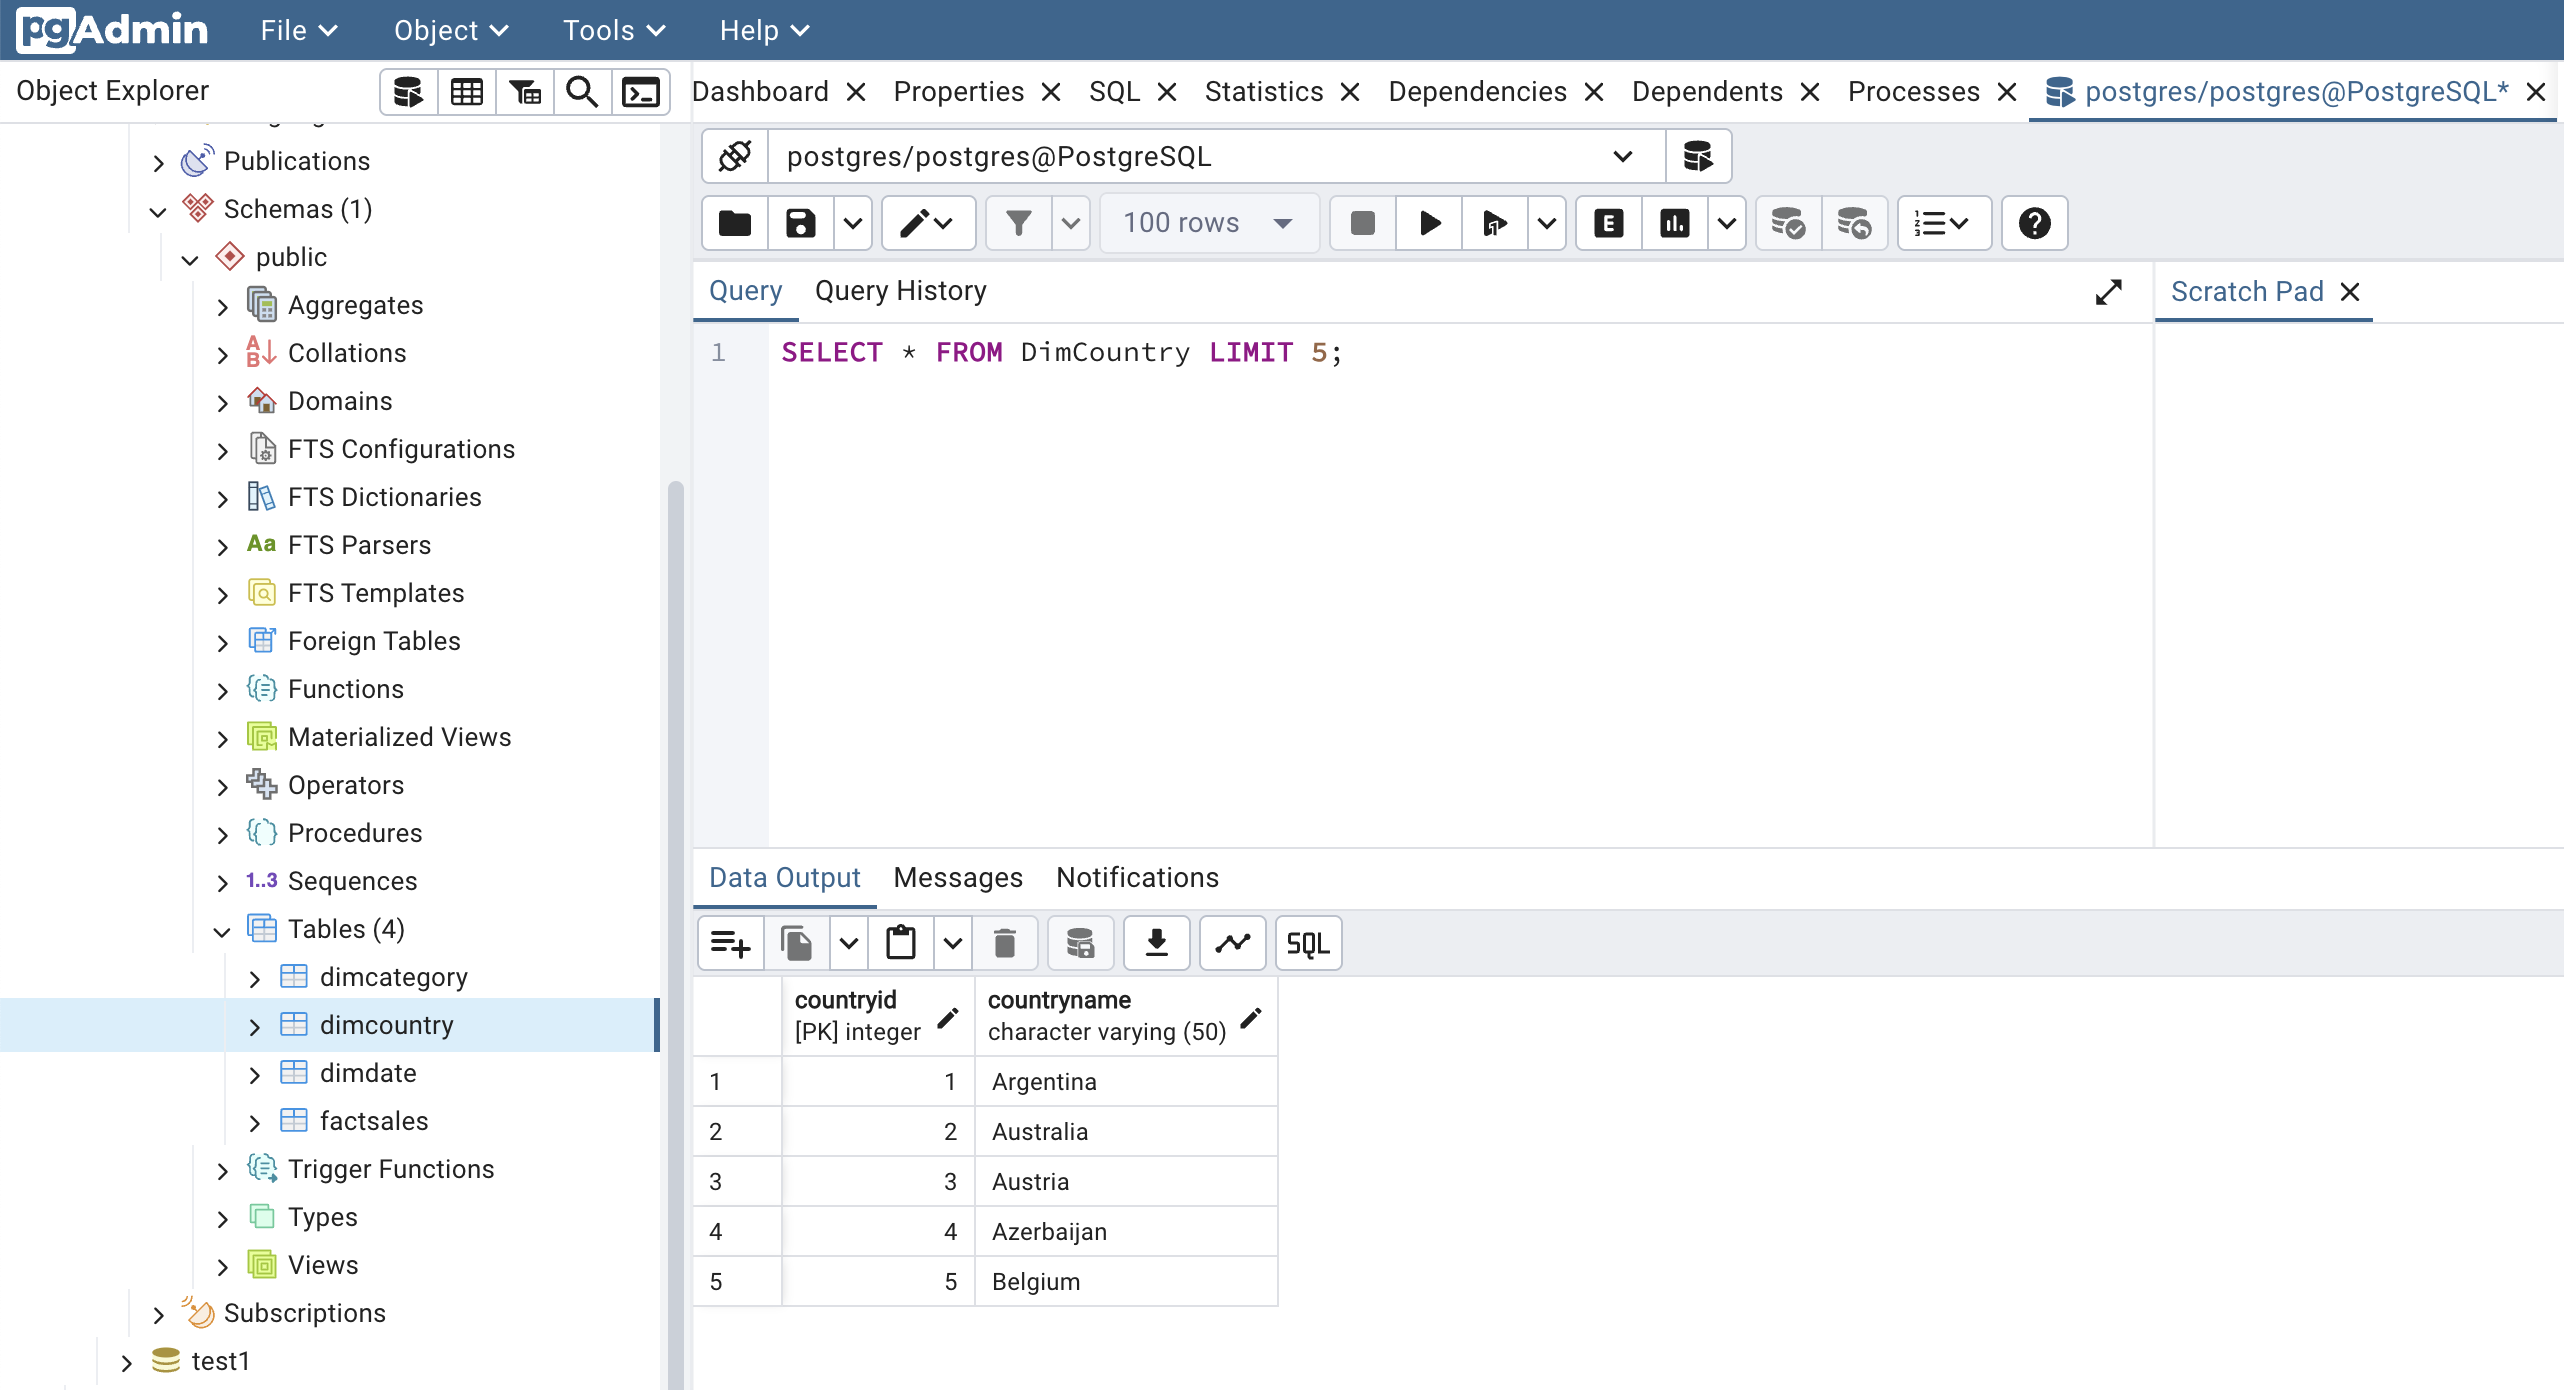 pgAdmin File Object Tools Help
Object Explorer
Dashboard Properties SQL Statistics Dependencies Dependents Processes postgres/postgres@PostgreSQL*
Publications
Schemas (1)
public
Aggregates
Collations
Domains
FTS Configurations
FTS Dictionaries
Aa FTS Parsers
FTS Templates
Foreign Tables
Functions
Materialized Views
Operators
Procedures
1..3 Sequences
Tables (4)
dimcategory
dimcountry
dimdate
factsales
Trigger Functions
Types
Views
Subscriptions
test1
postgres/postgres@PostgreSQL
100 rows
E
Query Query History
Scratch Pad
1 SELECT * FROM DimCountry LIMIT 5;
Data Output Messages Notifications
SQL
countryid countryname
[PK] integer character varying (50)
1 1 Argentina
2 2 Australia
3 3 Austria
4 4 Azerbaijan
5 5 Belgium